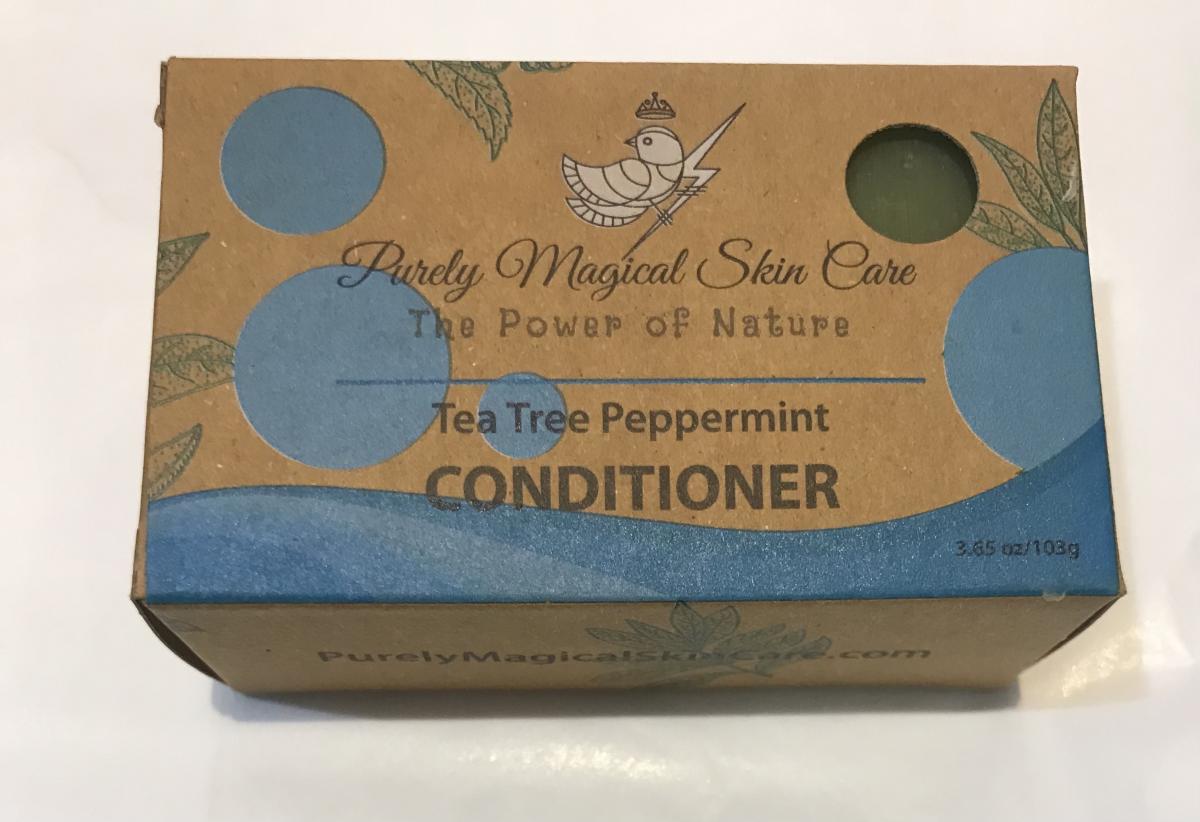 Purely Magical Skin Care
The Power of Nature
Tea Tree Peppermint
CONDITIONER
3.65 oz/103g
PurelyMagicalSkinCare.com